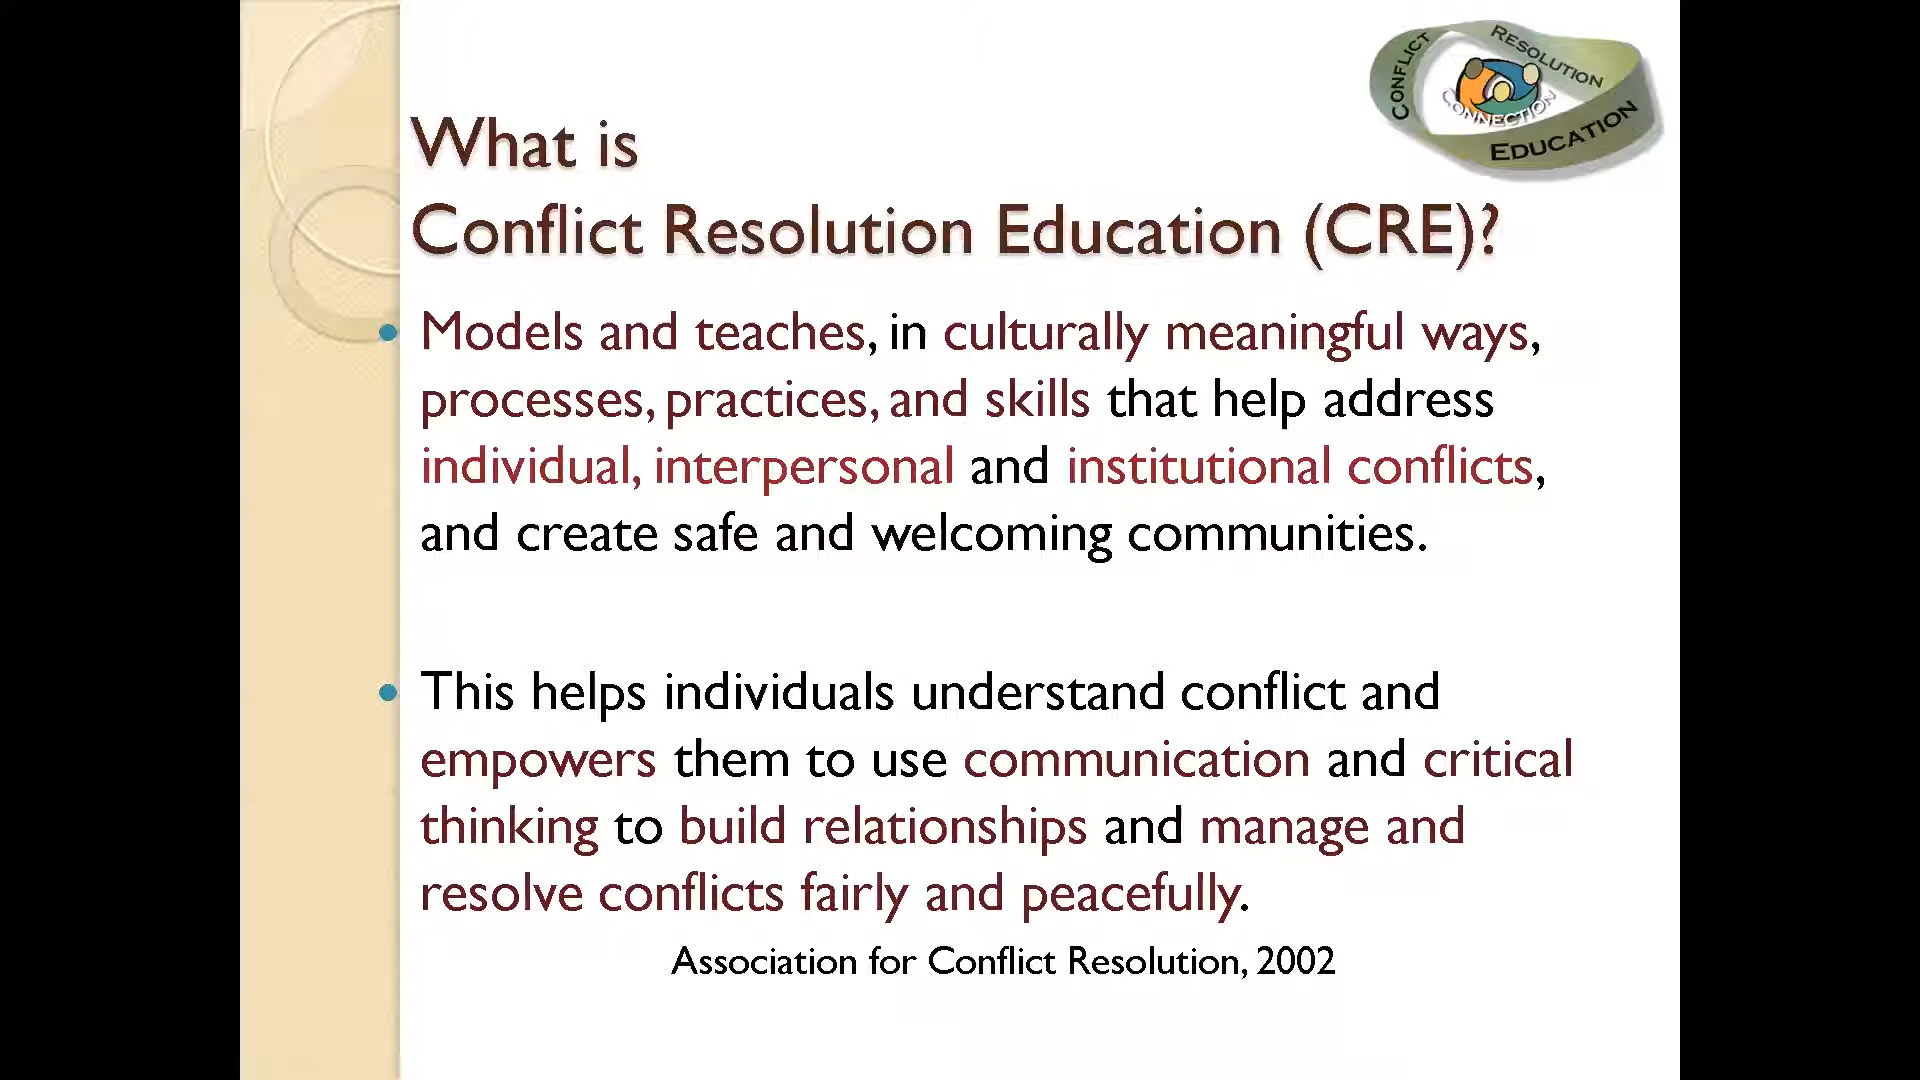 CONFLICT
RESOLUTION
CONNECTION
EDUCATION
What is
Conflict Resolution Education (CRE)?
• Models and teaches, in culturally meaningful ways,
processes, practices, and skills that help address
individual, interpersonal and institutional conflicts,
and create safe and welcoming communities.
• This helps individuals understand conflict and
empowers them to use communication and critical
thinking to build relationships and manage and
resolve conflicts fairly and peacefully.
Association for Conflict Resolution, 2002